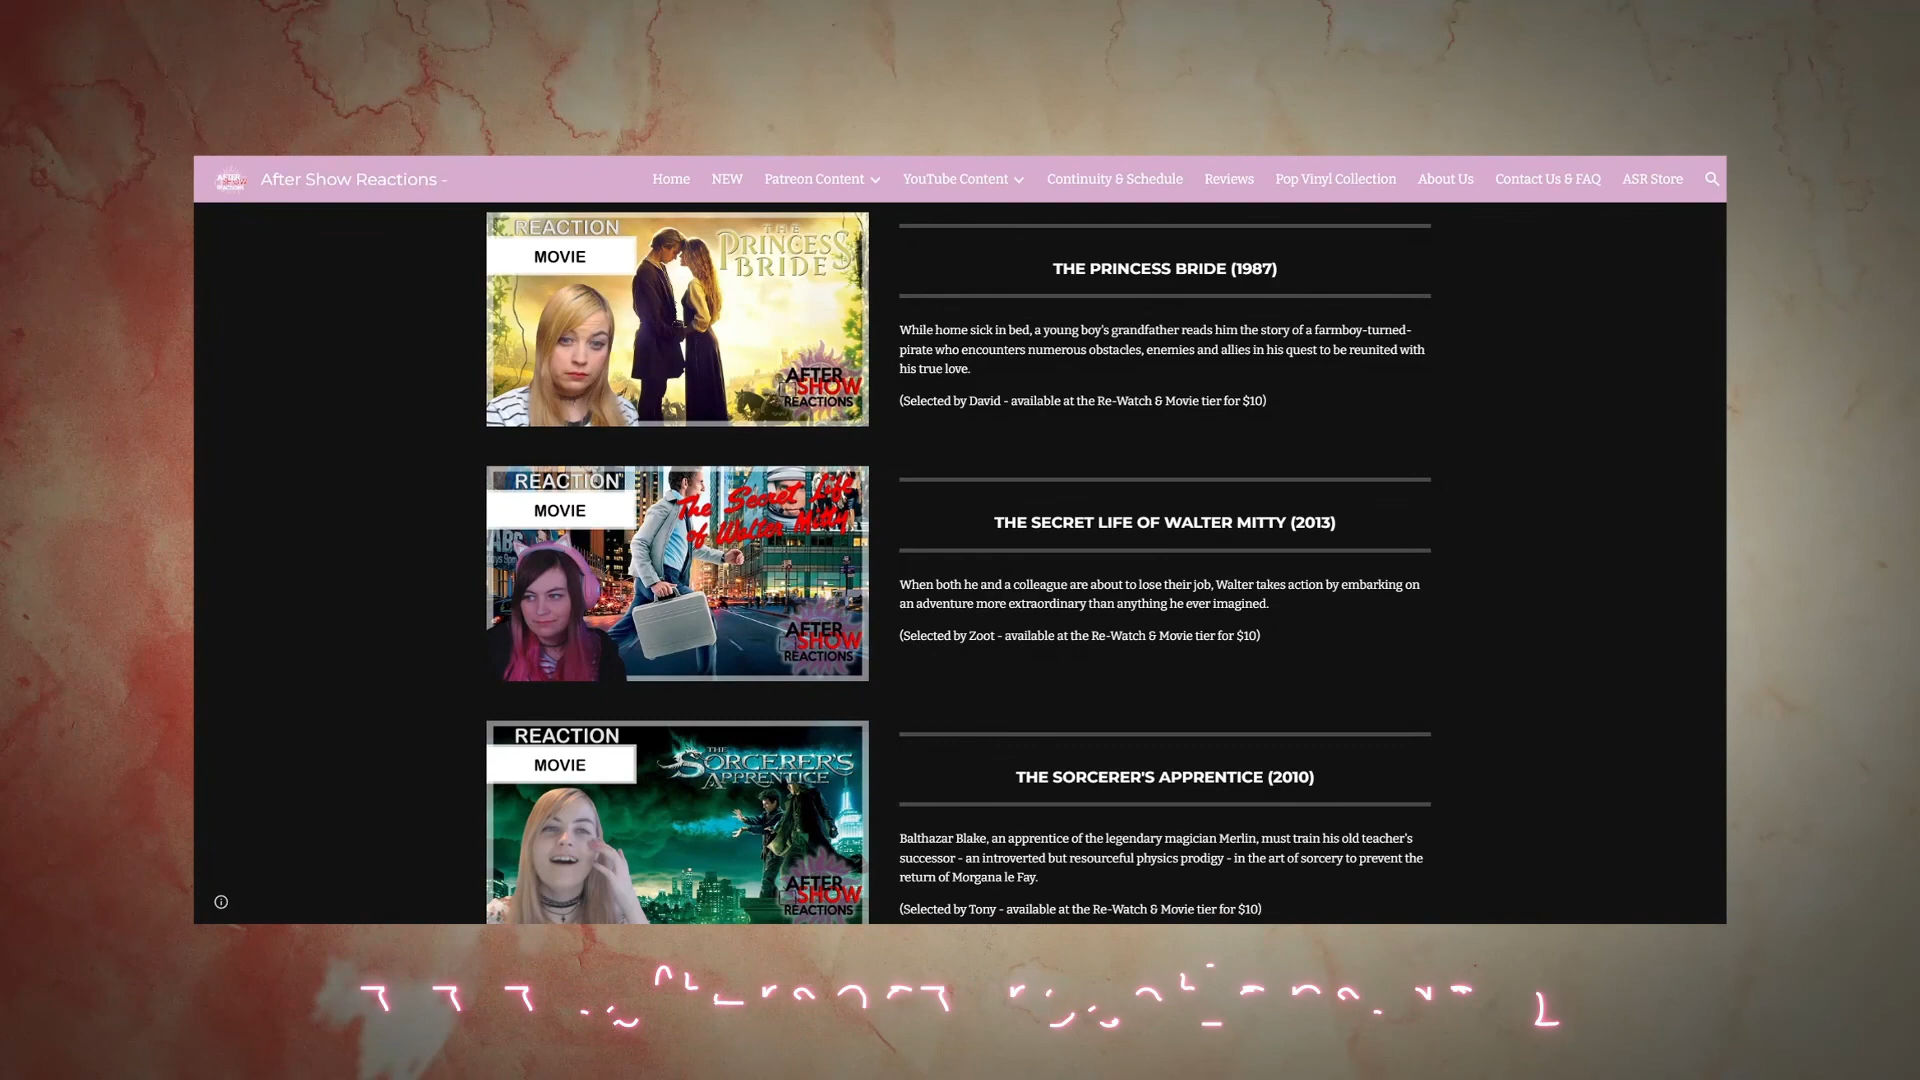 After Show Reactions -
Home NEW Patreon Content YouTube Content Continuity & Schedule Reviews Pop Vinyl Collection About Us Contact Us & FAQ ASR Store
REACTION
MOVIE
THE PRINCESS BRIDE
AFTER SHOW REACTIONS
THE PRINCESS BRIDE (1987)
While home sick in bed, a young boy's grandfather reads him the story of a farmboy-turned-
pirate who encounters numerous obstacles, enemies and allies in his quest to be reunited with
his true love.
(Selected by David - available at the Re-Watch & Movie tier for $10)
REACTION
MOVIE
The Secret Life
of Walter Mitty
AFTER SHOW REACTIONS
THE SECRET LIFE OF WALTER MITTY (2013)
When both he and a colleague are about to lose their job, Walter takes action by embarking on
an adventure more extraordinary than anything he ever imagined.
(Selected by Zoot - available at the Re-Watch & Movie tier for $10)
REACTION
MOVIE
THE SORCERER'S APPRENTICE
AFTER SHOW REACTIONS
THE SORCERER'S APPRENTICE (2010)
Balthazar Blake, an apprentice of the legendary magician Merlin, must train his old teacher's
successor - an introverted but resourceful physics prodigy - in the art of sorcery to prevent the
return of Morgana le Fay.
(Selected by Tony - available at the Re-Watch & Movie tier for $10)